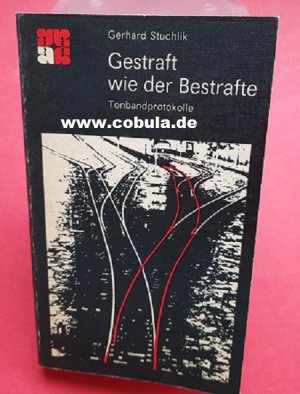 Gerhard Stuchlik
Gestraft
wie der Bestrafte
Tonbandprotokolle
www.cobula.de